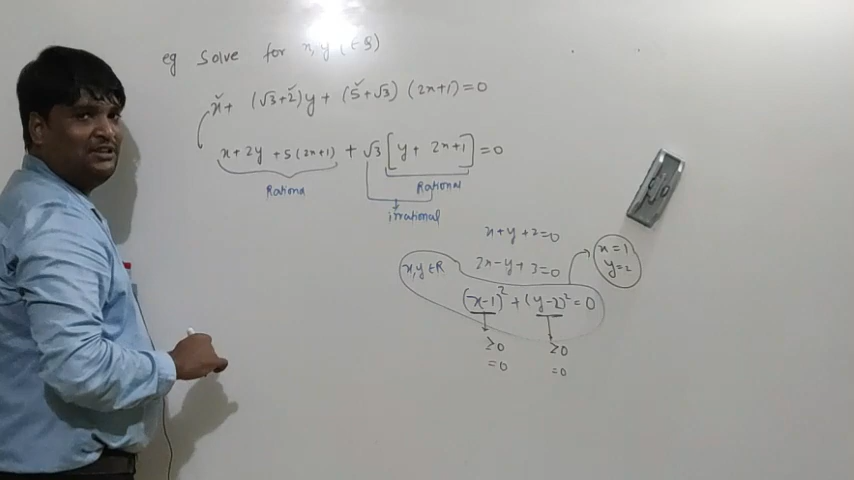 eg Solve for x, y (∈ Q)
x + (√3+2)y + (5+√3) (2x+1) = 0
x + 2y + 5(2x+1) + √3 [y + 2x+1] = 0
Rational
Rational
irrational
x + y + 2 = 0
2x - y + 3 = 0
x, y ∈ R
(x-1)² + (y-2)² = 0
x = 1
y = 2
≥0
≥0
=0
=0